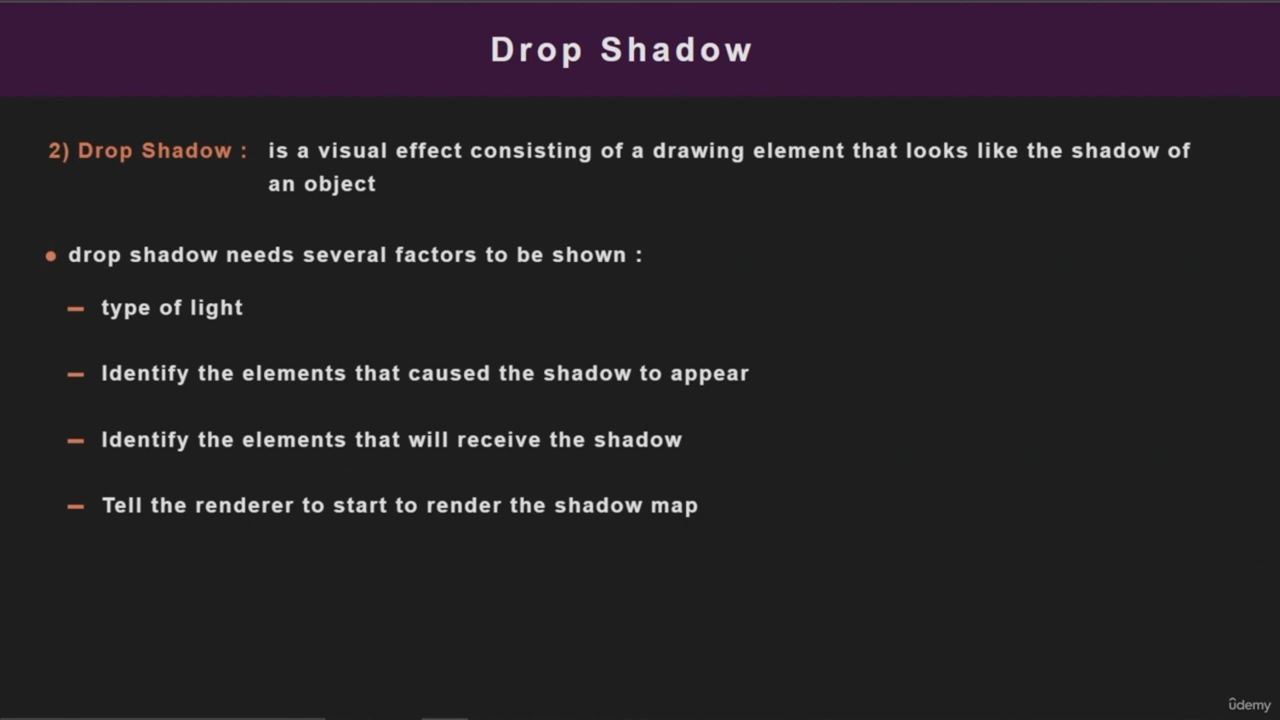 Drop Shadow
2) Drop Shadow : is a visual effect consisting of a drawing element that looks like the shadow of
an object
• drop shadow needs several factors to be shown :
– type of light
– Identify the elements that caused the shadow to appear
– Identify the elements that will receive the shadow
– Tell the renderer to start to render the shadow map
ûdemy